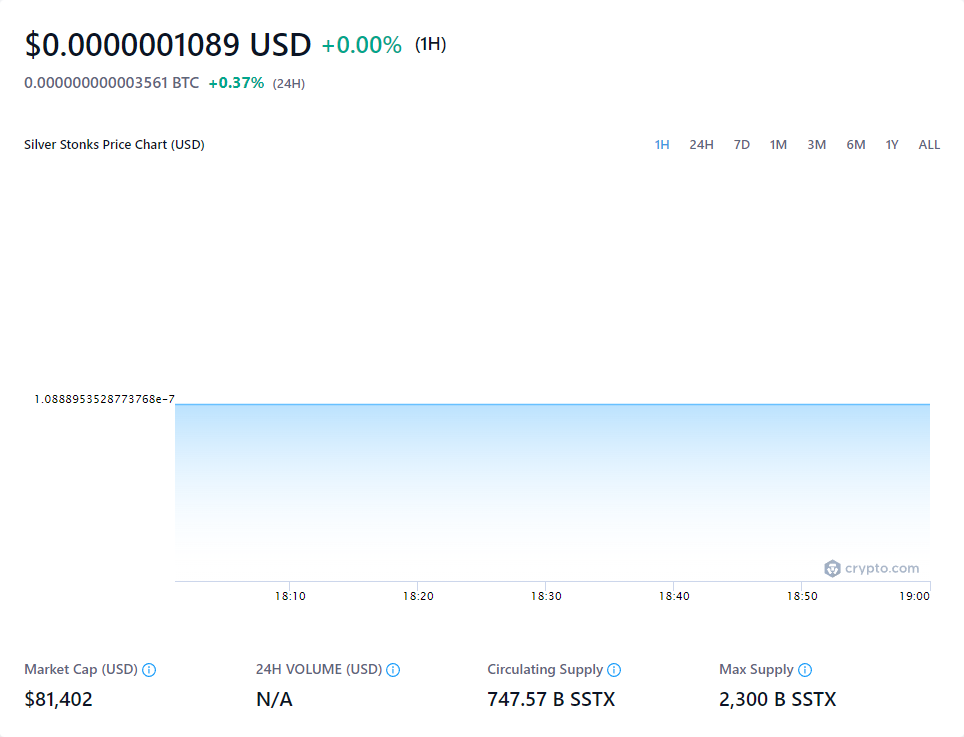 $0.0000001089 USD +0.00% (1H)
0.000000000003561 BTC +0.37% (24H)
Silver Stonks Price Chart (USD) 1H 24H 7D 1M 3M 6M 1Y ALL
1.0888953528773768e-7
crypto.com
18:10 18:20 18:30 18:40 18:50 19:00
Market Cap (USD) 24H VOLUME (USD) Circulating Supply Max Supply
$81,402 N/A 747.57 B SSTX 2,300 B SSTX